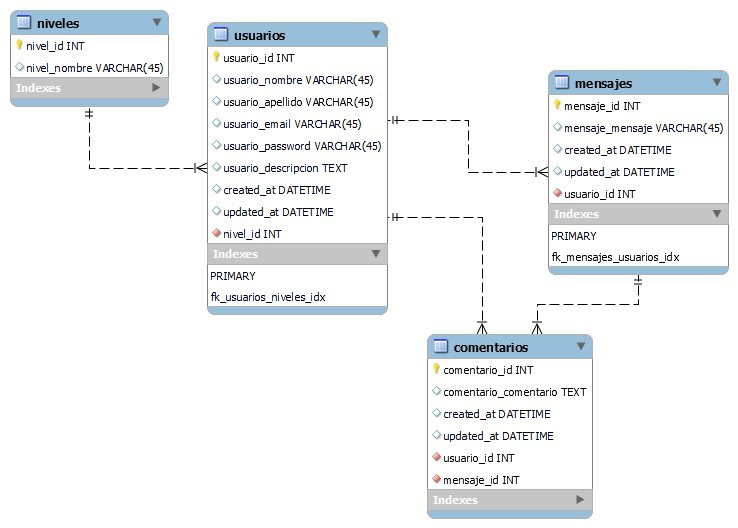 niveles
nivel_id INT
nivel_nombre VARCHAR(45)
Indexes
usuarios
usuario_id INT
usuario_nombre VARCHAR(45)
usuario_apellido VARCHAR(45)
usuario_email VARCHAR(45)
usuario_password VARCHAR(45)
usuario_descripcion TEXT
created_at DATETIME
updated_at DATETIME
nivel_id INT
Indexes
PRIMARY
fk_usuarios_niveles_idx
mensajes
mensaje_id INT
mensaje_mensaje VARCHAR(45)
created_at DATETIME
updated_at DATETIME
usuario_id INT
Indexes
PRIMARY
fk_mensajes_usuarios_idx
comentarios
comentario_id INT
comentario_comentario TEXT
created_at DATETIME
updated_at DATETIME
usuario_id INT
mensaje_id INT
Indexes